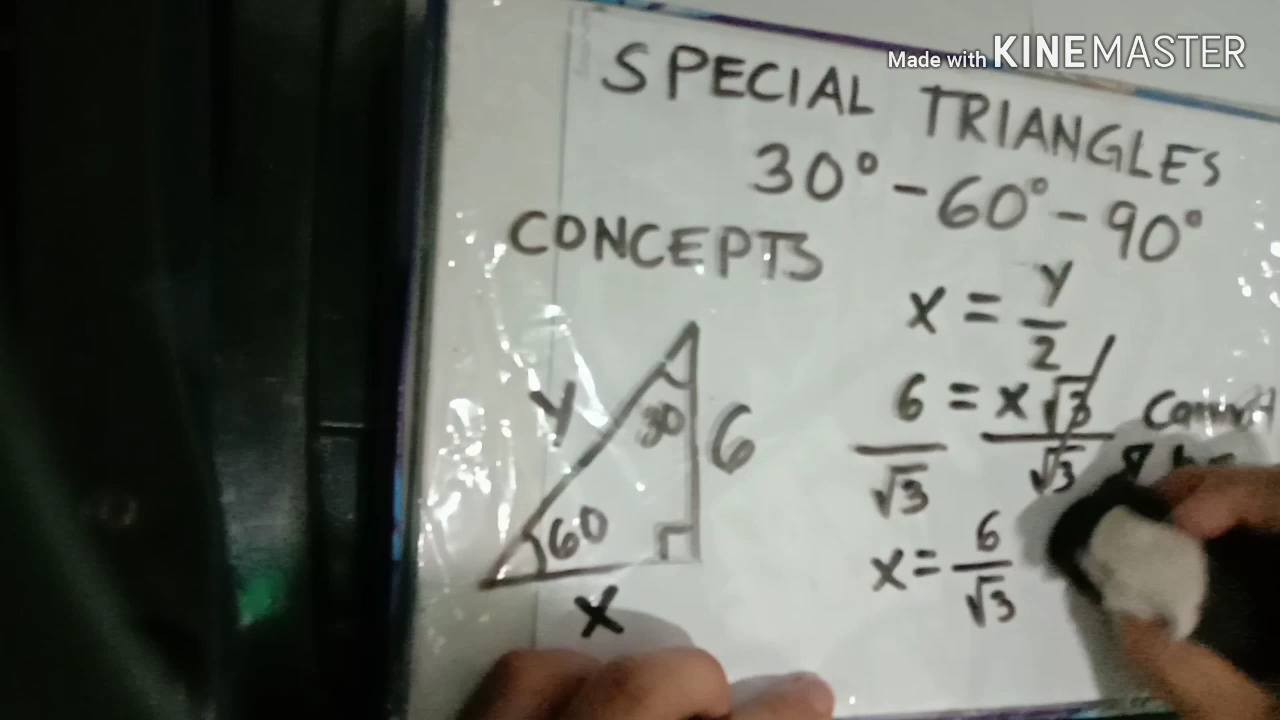 Made with KINEMASTER
SPECIAL TRIANGLES
30° - 60° - 90°
CONCEPTS
x = y/2
6 = x √3
√3 √3
x = 6/√3
y
30
6
60
x